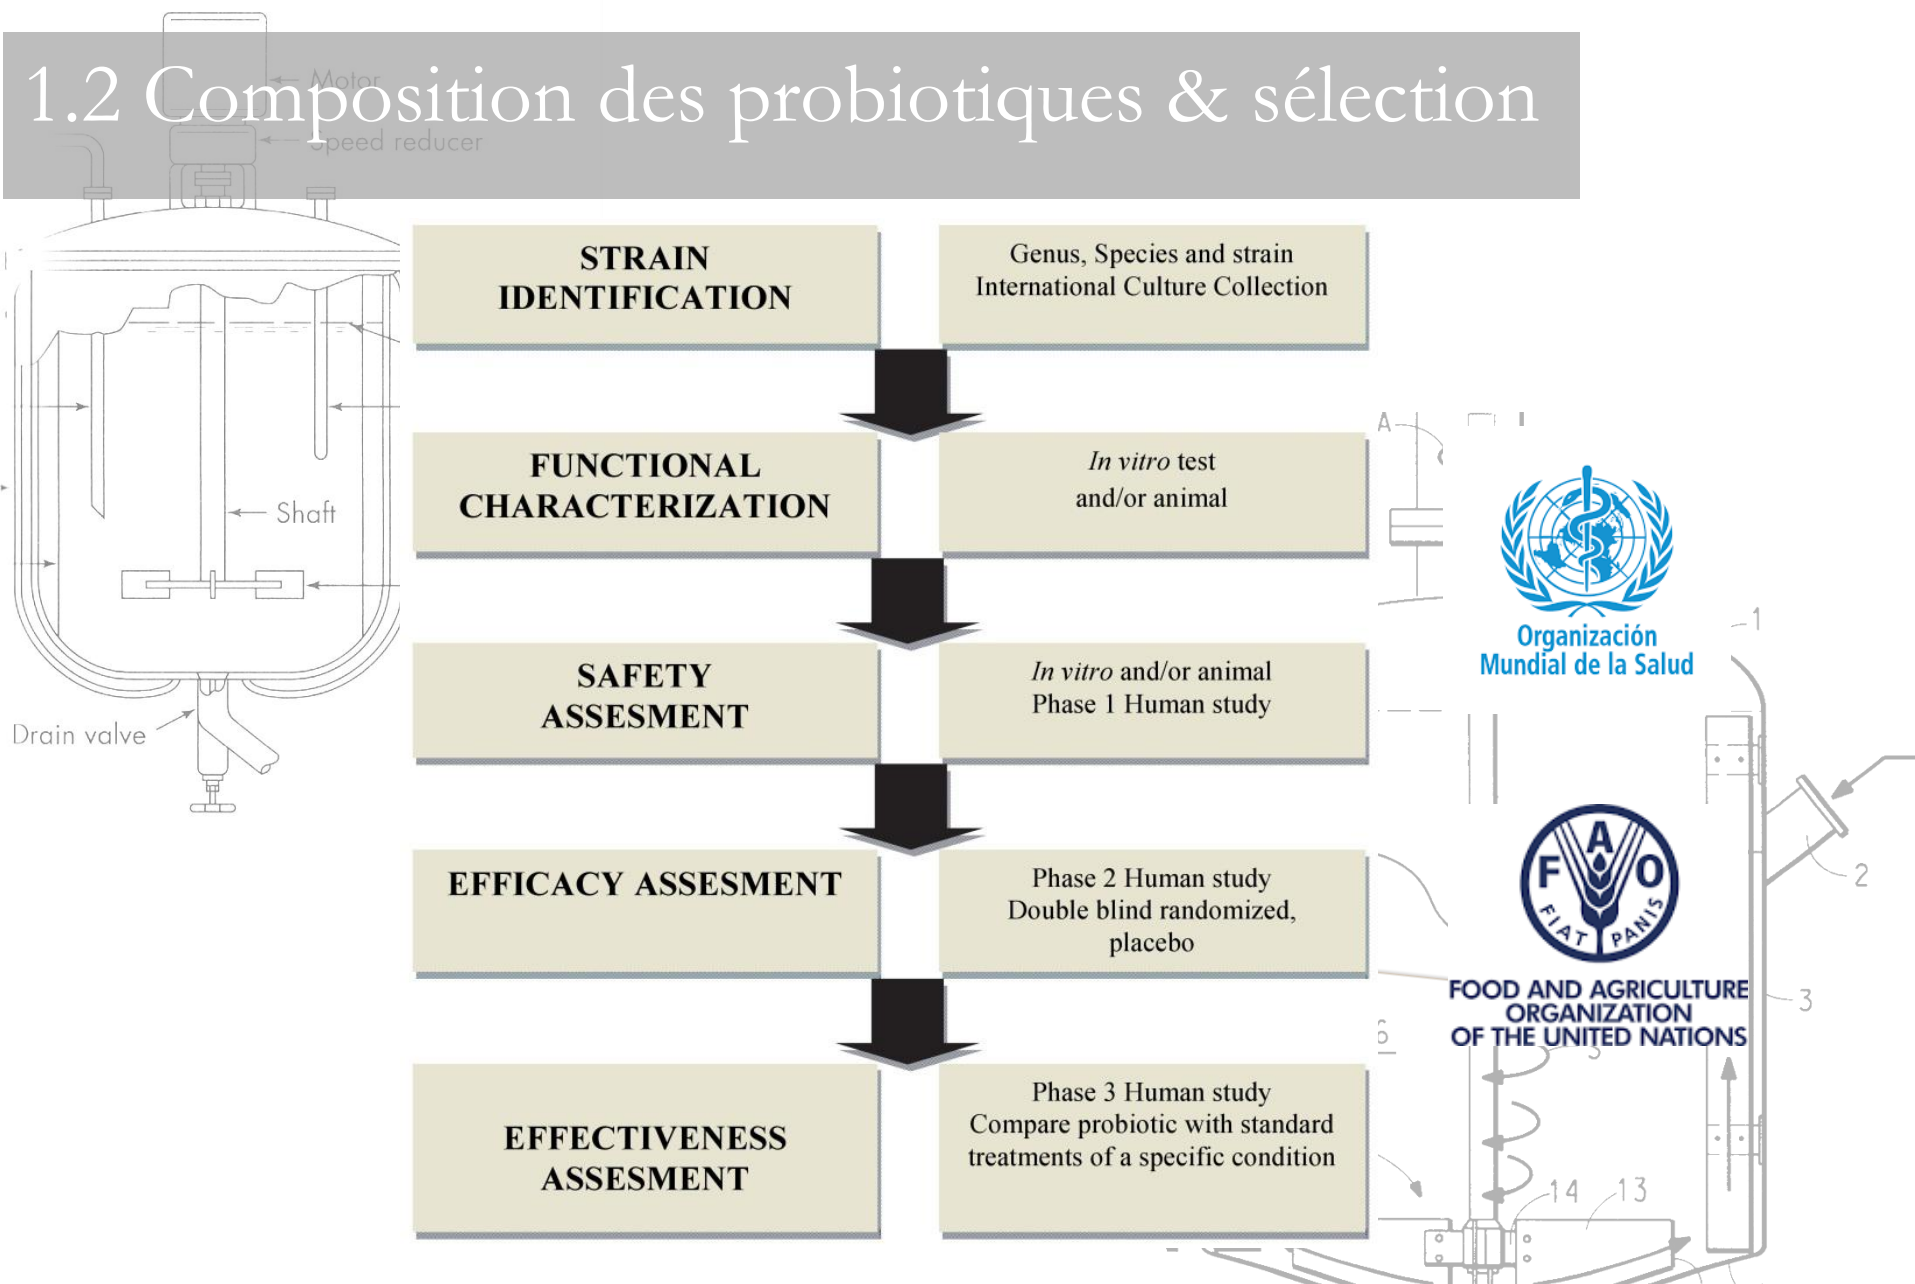 1.2 Composition des probiotiques & sélection
Motor
Speed reducer
Shaft
Drain valve
STRAIN
IDENTIFICATION
Genus, Species and strain
International Culture Collection
FUNCTIONAL
CHARACTERIZATION
In vitro test
and/or animal
SAFETY
ASSESMENT
In vitro and/or animal
Phase 1 Human study
EFFICACY ASSESMENT
Phase 2 Human study
Double blind randomized,
placebo
EFFECTIVENESS
ASSESMENT
Phase 3 Human study
Compare probiotic with standard
treatments of a specific condition
A
Organización
Mundial de la Salud
1
2
F A O
FIAT PANIS
FOOD AND AGRICULTURE
ORGANIZATION
OF THE UNITED NATIONS
3
6
14
13